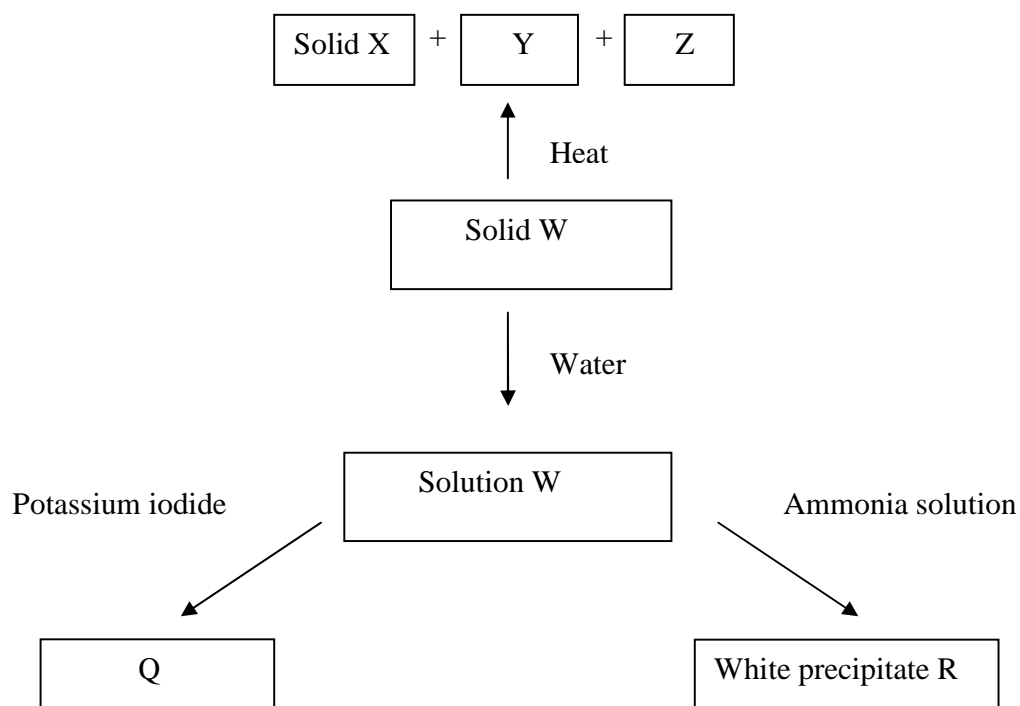 Solid X + Y + Z
Heat
Solid W
Water
Solution W
Potassium iodide
Ammonia solution
Q
White precipitate R